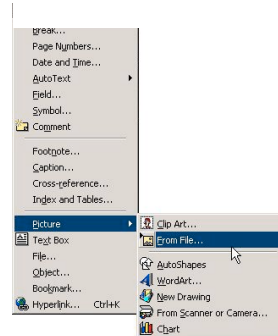 Break...
Page Numbers...
Date and Time...
AutoText
Field...
Symbol...
Comment
Footnote...
Caption...
Cross-reference...
Index and Tables...
Picture
Text Box
File...
Object...
Bookmark...
Hyperlink... Ctrl+K
Clip Art...
From File...
AutoShapes
WordArt...
New Drawing
From Scanner or Camera...
Chart